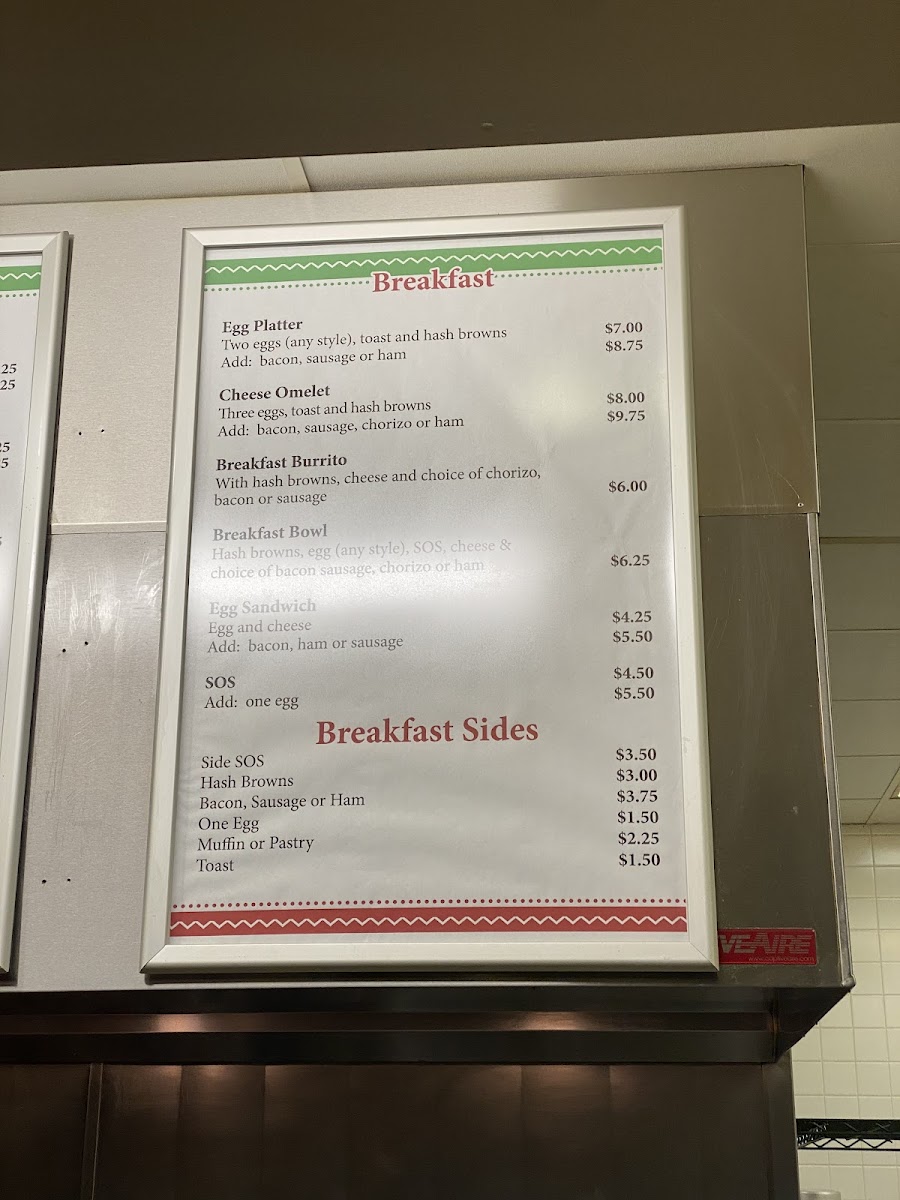 Breakfast
Egg Platter
Two eggs (any style), toast and hash browns $7.00
Add: bacon, sausage or ham $8.75
Cheese Omelet
Three eggs, toast and hash browns $8.00
Add: bacon, sausage, chorizo or ham $9.75
Breakfast Burrito
With hash browns, cheese and choice of chorizo,
bacon or sausage $6.00
Breakfast Bowl
Hash browns, egg (any style), SOS, cheese &
choice of bacon sausage, chorizo or ham $6.25
Egg Sandwich
Egg and cheese $4.25
Add: bacon, ham or sausage $5.50
SOS $4.50
Add: one egg $5.50
Breakfast Sides
Side SOS $3.50
Hash Browns $3.00
Bacon, Sausage or Ham $3.75
One Egg $1.50
Muffin or Pastry $2.25
Toast $1.50
VEAIRE
www.captiveaire.com
25
25